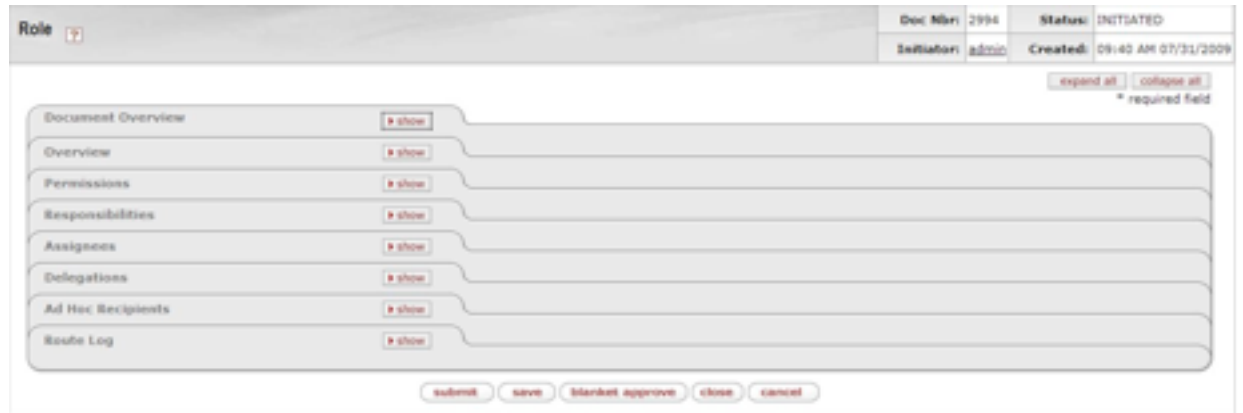 Role ? Doc Nbr: 2994 Status: INITIATED
Initiator: admin Created: 09:40 AM 07/31/2009
expand all collapse all
* required field
Document Overview show
Overview show
Permissions show
Responsibilities show
Assignees show
Delegations show
Ad Hoc Recipients show
Route Log show
submit save blanket approve close cancel